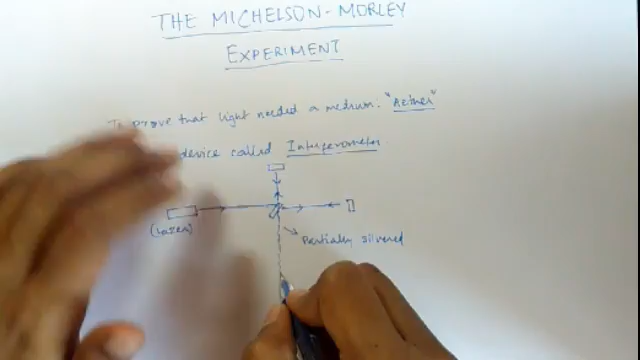 THE MICHELSON-MORLEY
EXPERIMENT
To prove that light needed a medium. "Aether"
device called Interferometer.
(Laser)
Partially silvered